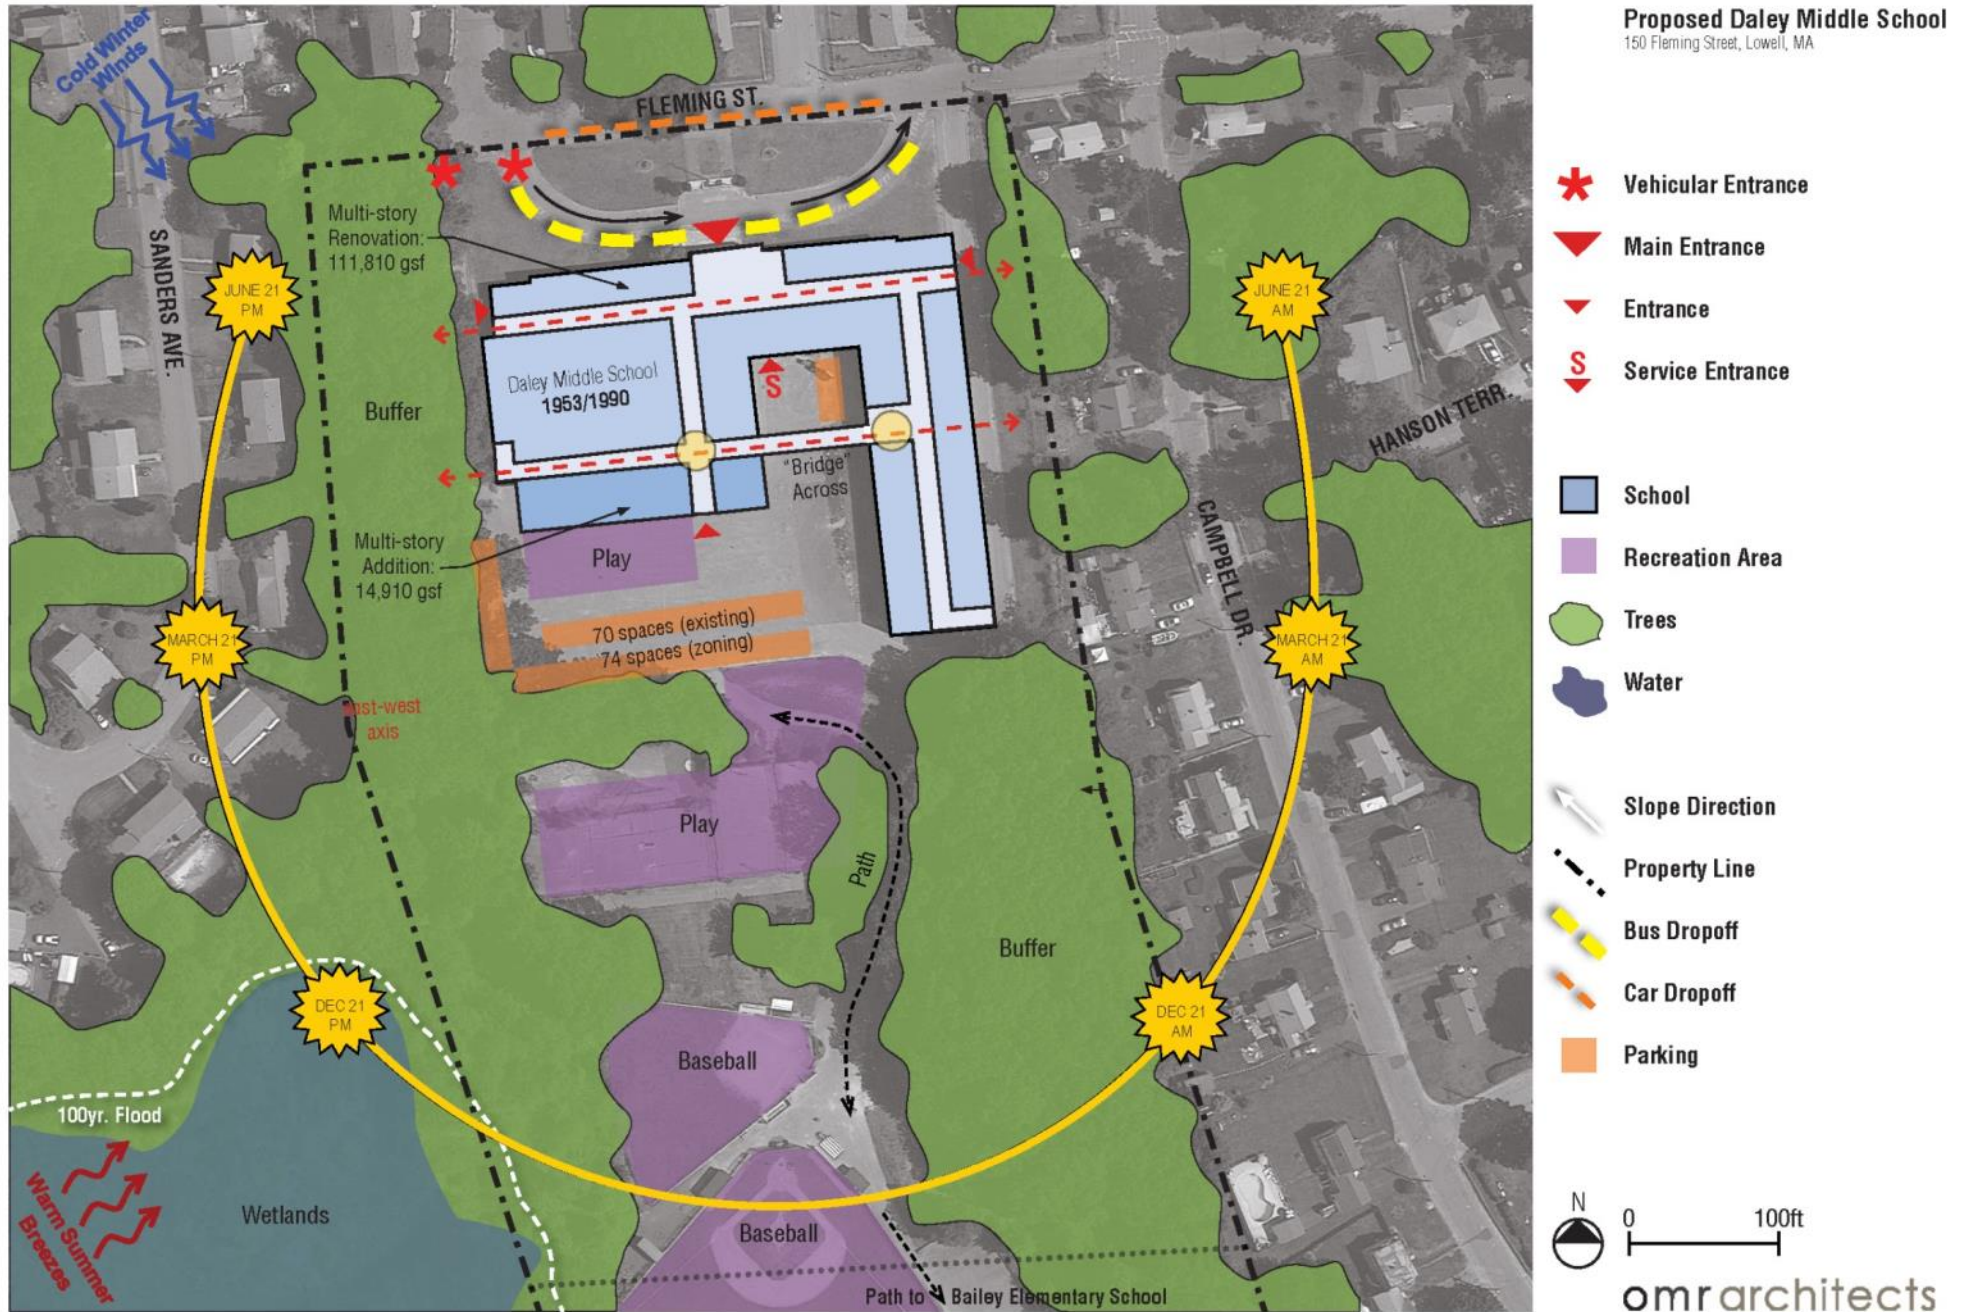 Proposed Daley Middle School
150 Fleming Street, Lowell, MA
Cold Winter
Winds
FLEMING ST.
SANDERS AVE.
Multi-story
Renovation:
111,810 gsf
JUNE 21
PM
JUNE 21
AM
Buffer
Daley Middle School
1953/1990
S
"Bridge"
Across
HANSON TERR.
CAMPBELL DR.
Multi-story
Addition:
14,910 gsf
Play
70 spaces (existing)
74 spaces (zoning)
MARCH 21
PM
MARCH 21
AM
east-west
axis
Play
Path
Buffer
DEC 21
PM
DEC 21
AM
Baseball
100yr. Flood
Warm Summer
Breezes
Wetlands
Baseball
Path to Bailey Elementary School
Vehicular Entrance
Main Entrance
Entrance
S
Service Entrance
School
Recreation Area
Trees
Water
Slope Direction
Property Line
Bus Dropoff
Car Dropoff
Parking
N
0 100ft
omrarchitects